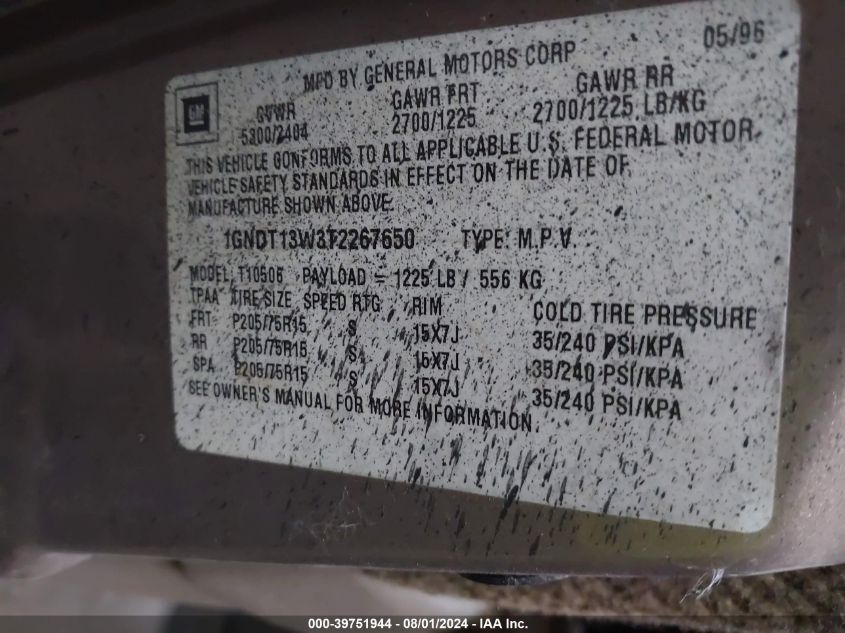 05/96
MFD BY GENERAL MOTORS CORP
GM
GVWR GAWR FRT GAWR RR
5300/2404 2700/1225 2700/1225 LB/KG
THIS VEHICLE CONFORMS TO ALL APPLICABLE U.S. FEDERAL MOTOR
VEHICLE SAFETY STANDARDS IN EFFECT ON THE DATE OF
MANUFACTURE SHOWN ABOVE.
1GNDT13W3T2267650 TYPE: M.P.V.
MODEL: T10506 PAYLOAD = 1225 LB / 556 KG
TPAA TIRE SIZE SPEED RTG RIM COLD TIRE PRESSURE
FRT P205/75R15 S 15X7J 35/240 PSI/KPA
RR P205/75R15 S 15X7J 35/240 PSI/KPA
SPA P205/75R15 S 15X7J 35/240 PSI/KPA
SEE OWNER'S MANUAL FOR MORE INFORMATION
000-39751944 - 08/01/2024 - IAA Inc.